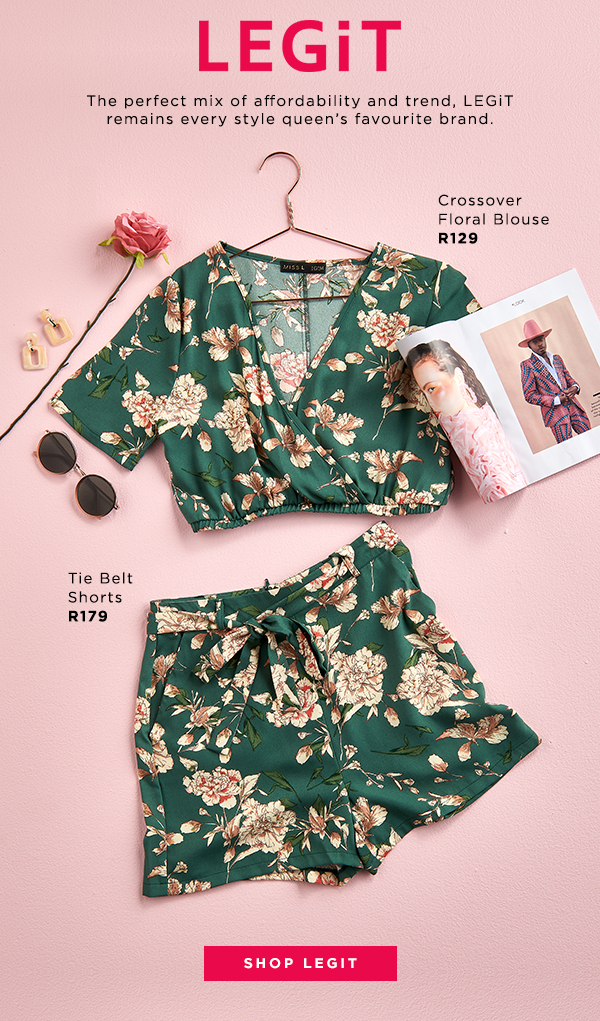 LEGiT
The perfect mix of affordability and trend, LEGiT
remains every style queen's favourite brand.
Crossover
Floral Blouse
R129
MISS L
Tie Belt
Shorts
R179
SHOP LEGIT